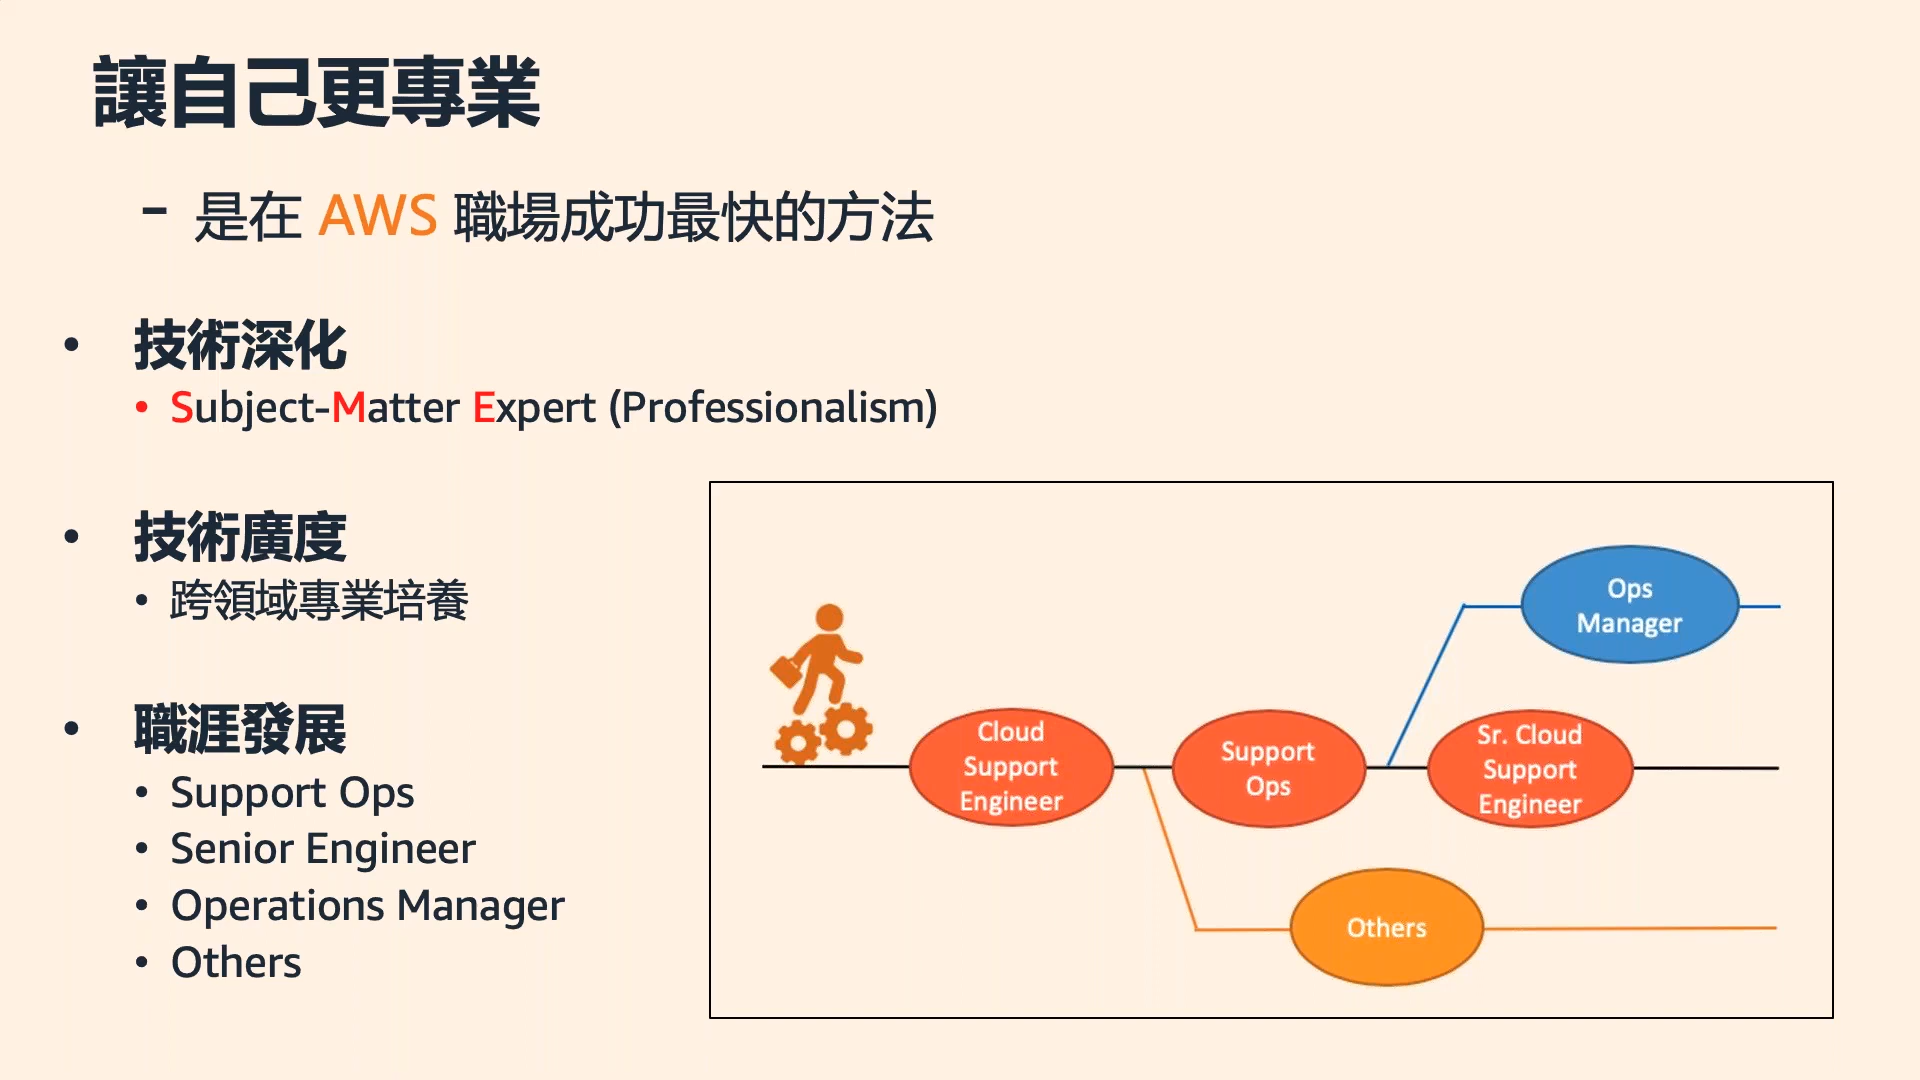 讓自己更專業
- 是在 AWS 職場成功最快的方法
• 技術深化
• Subject-Matter Expert (Professionalism)
• 技術廣度
• 跨領域專業培養
• 職涯發展
• Support Ops
• Senior Engineer
• Operations Manager
• Others
Ops
Manager
Cloud
Support
Engineer
Support
Ops
Sr. Cloud
Support
Engineer
Others